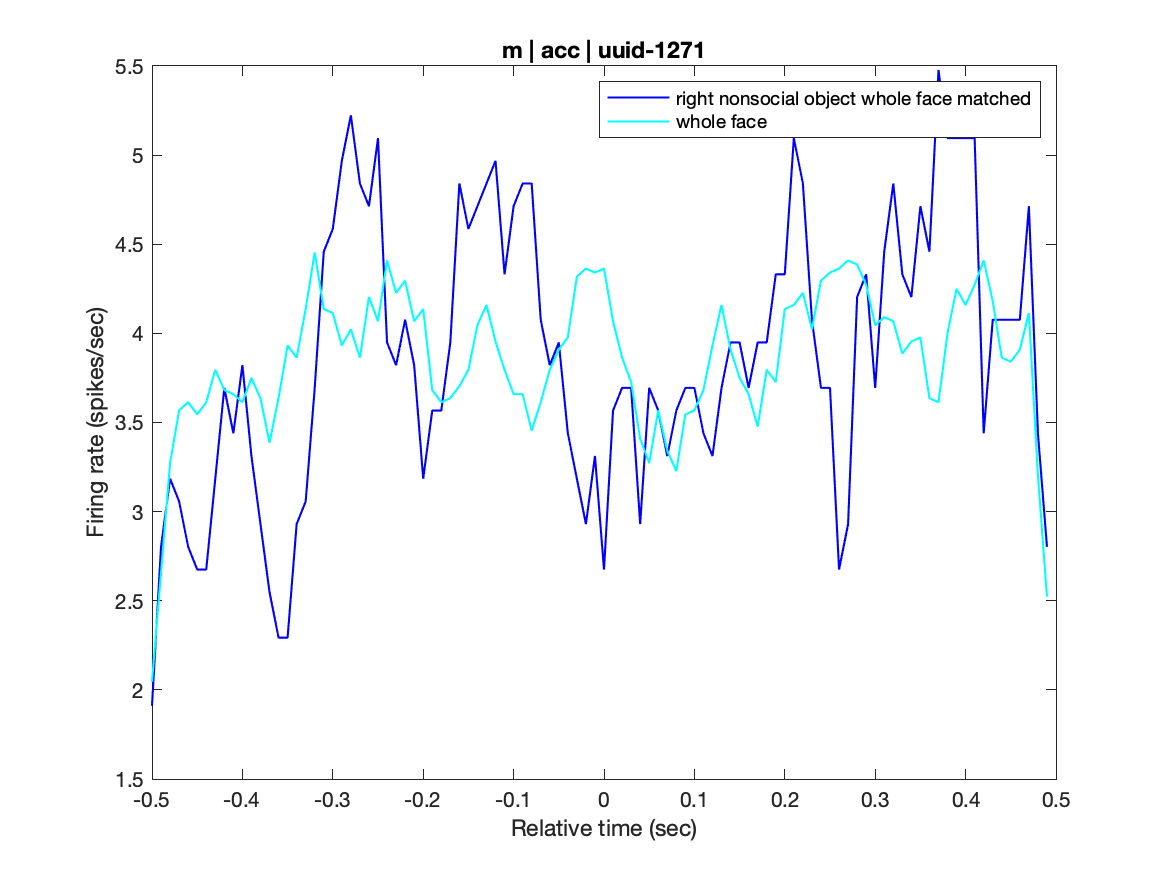 m | acc | uuid-1271
5.5
right nonsocial object whole face matched
whole face
5
4.5
4
3.5
3
2.5
2
1.5
Firing rate (spikes/sec)
-0.5 -0.4 -0.3 -0.2 -0.1 0 0.1 0.2 0.3 0.4 0.5
Relative time (sec)